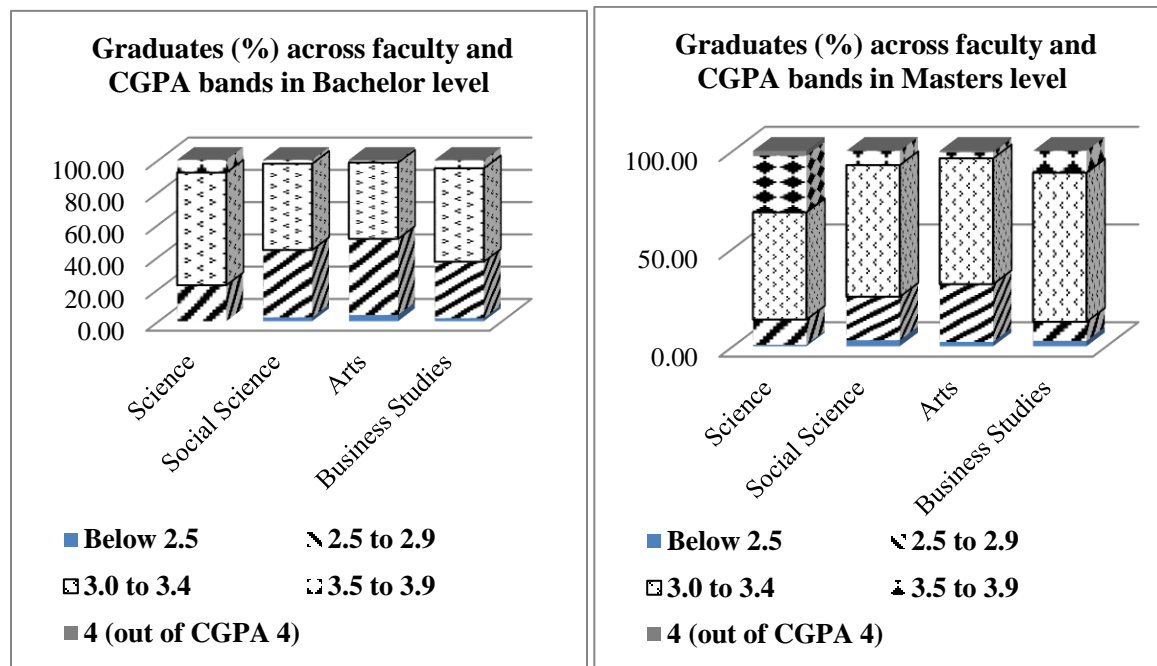 Graduates (%) across faculty and
CGPA bands in Bachelor level
100.00
80.00
60.00
40.00
20.00
0.00
Science
Social Science
Arts
Business Studies
Below 2.5
2.5 to 2.9
3.0 to 3.4
3.5 to 3.9
4 (out of CGPA 4)
Graduates (%) across faculty and
CGPA bands in Masters level
100.00
50.00
0.00
Science
Social Science
Arts
Business Studies
Below 2.5
2.5 to 2.9
3.0 to 3.4
3.5 to 3.9
4 (out of CGPA 4)